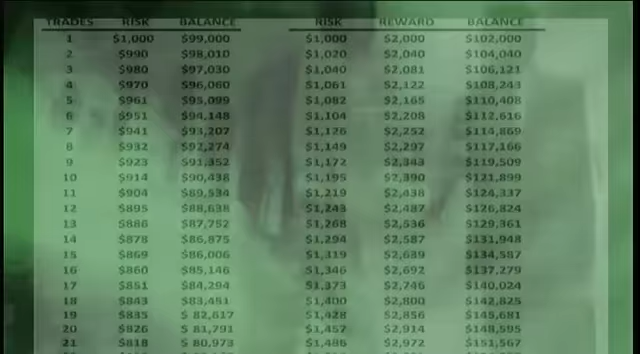 TRADES RISK BALANCE RISK REWARD BALANCE
1 $1,000 $99,000 $1,000 $2,000 $102,000
2 $990 $98,010 $1,020 $2,040 $104,040
3 $980 $97,030 $1,040 $2,081 $106,121
4 $970 $96,060 $1,061 $2,122 $108,243
5 $961 $95,099 $1,082 $2,165 $110,408
6 $951 $94,148 $1,104 $2,208 $112,616
7 $941 $93,207 $1,126 $2,252 $114,869
8 $932 $92,274 $1,149 $2,297 $117,166
9 $923 $91,352 $1,172 $2,343 $119,509
10 $914 $90,438 $1,195 $2,390 $121,899
11 $904 $89,534 $1,219 $2,438 $124,337
12 $895 $88,638 $1,243 $2,487 $126,824
13 $886 $87,752 $1,268 $2,536 $129,361
14 $878 $86,875 $1,294 $2,587 $131,948
15 $869 $86,006 $1,319 $2,639 $134,587
16 $860 $85,146 $1,346 $2,692 $137,279
17 $851 $84,294 $1,373 $2,746 $140,024
18 $843 $83,451 $1,400 $2,800 $142,825
19 $835 $ 82,617 $1,428 $2,856 $145,681
20 $826 $ 81,791 $1,457 $2,914 $148,595
21 $818 $ 80,973 $1,486 $2,972 $151,567